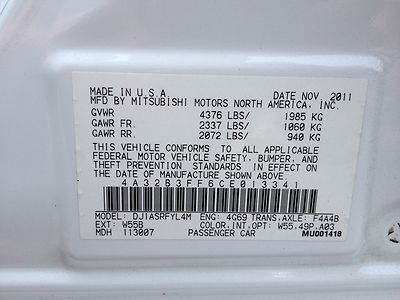 MADE IN U.S.A. DATE NOV. 2011
MFD BY MITSUBISHI MOTORS NORTH AMERICA, INC.
GVWR 4376 LBS/ 1985 KG
GAWR FR. 2337 LBS/ 1060 KG
GAWR RR. 2072 LBS/ 940 KG
THIS VEHICLE CONFORMS TO ALL APPLICABLE
FEDERAL MOTOR VEHICLE SAFETY, BUMPER, AND
THEFT PREVENTION STANDARDS IN EFFECT ON
THE DATE OF MANUFACTURE SHOWN ABOVE.
4A32B3FF6CE013341
MODEL: DJ1ASRFYL4M ENG: 4G69 TRANS.AXLE: F4A4B
EXT: W55B COLOR.INT.OPT: W55.49P.A03
MDH 113007 PASSENGER CAR MU001418